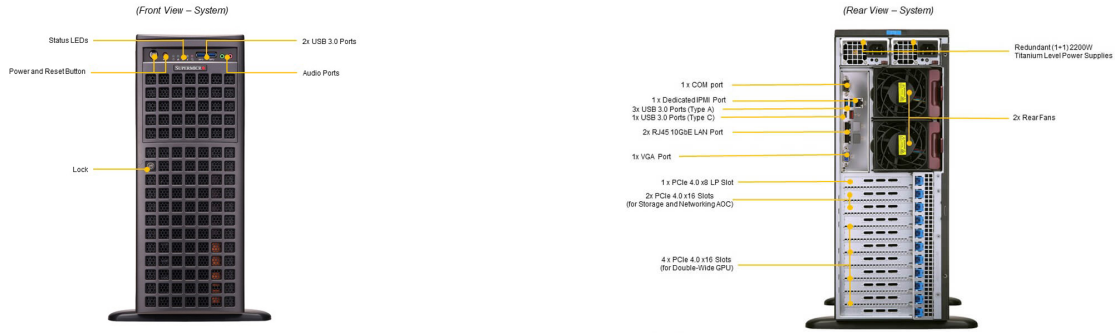 (Front View – System)
Status LEDs
2x USB 3.0 Ports
Power and Reset Button
Audio Ports
SUPERMICRO
Lock
(Rear View – System)
Redundant (1+1) 2200W
Titanium Level Power Supplies
1 x COM port
1 x Dedicated IPMI Port
3x USB 3.0 Ports (Type A)
1x USB 3.0 Ports (Type C)
2x Rear Fans
2x RJ45 10GbE LAN Port
1x VGA Port
1 x PCIe 4.0 x8 LP Slot
2x PCIe 4.0 x16 Slots
(for Storage and Networking AOC)
4 x PCIe 4.0 x16 Slots
(for Double-Wide GPU)